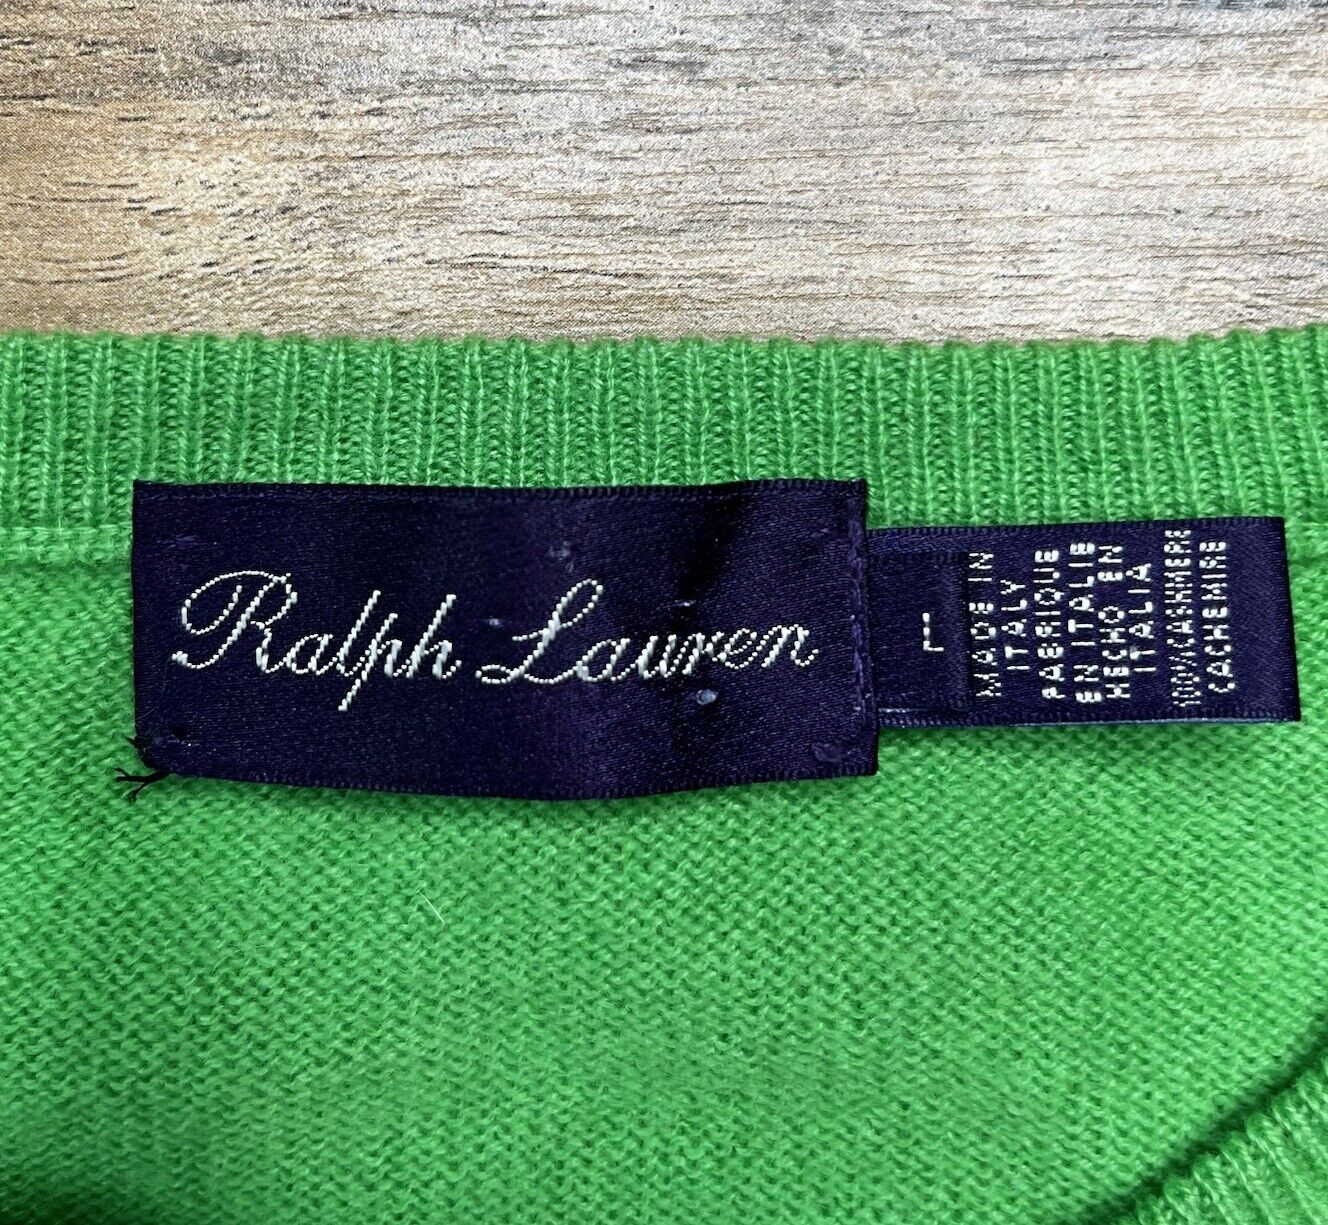 Ralph Lauren
L
MADE IN
ITALY
FABRIQUE
EN ITALIE
HECHO EN
ITALIA
100%CASHMERE
CACHEMIRE